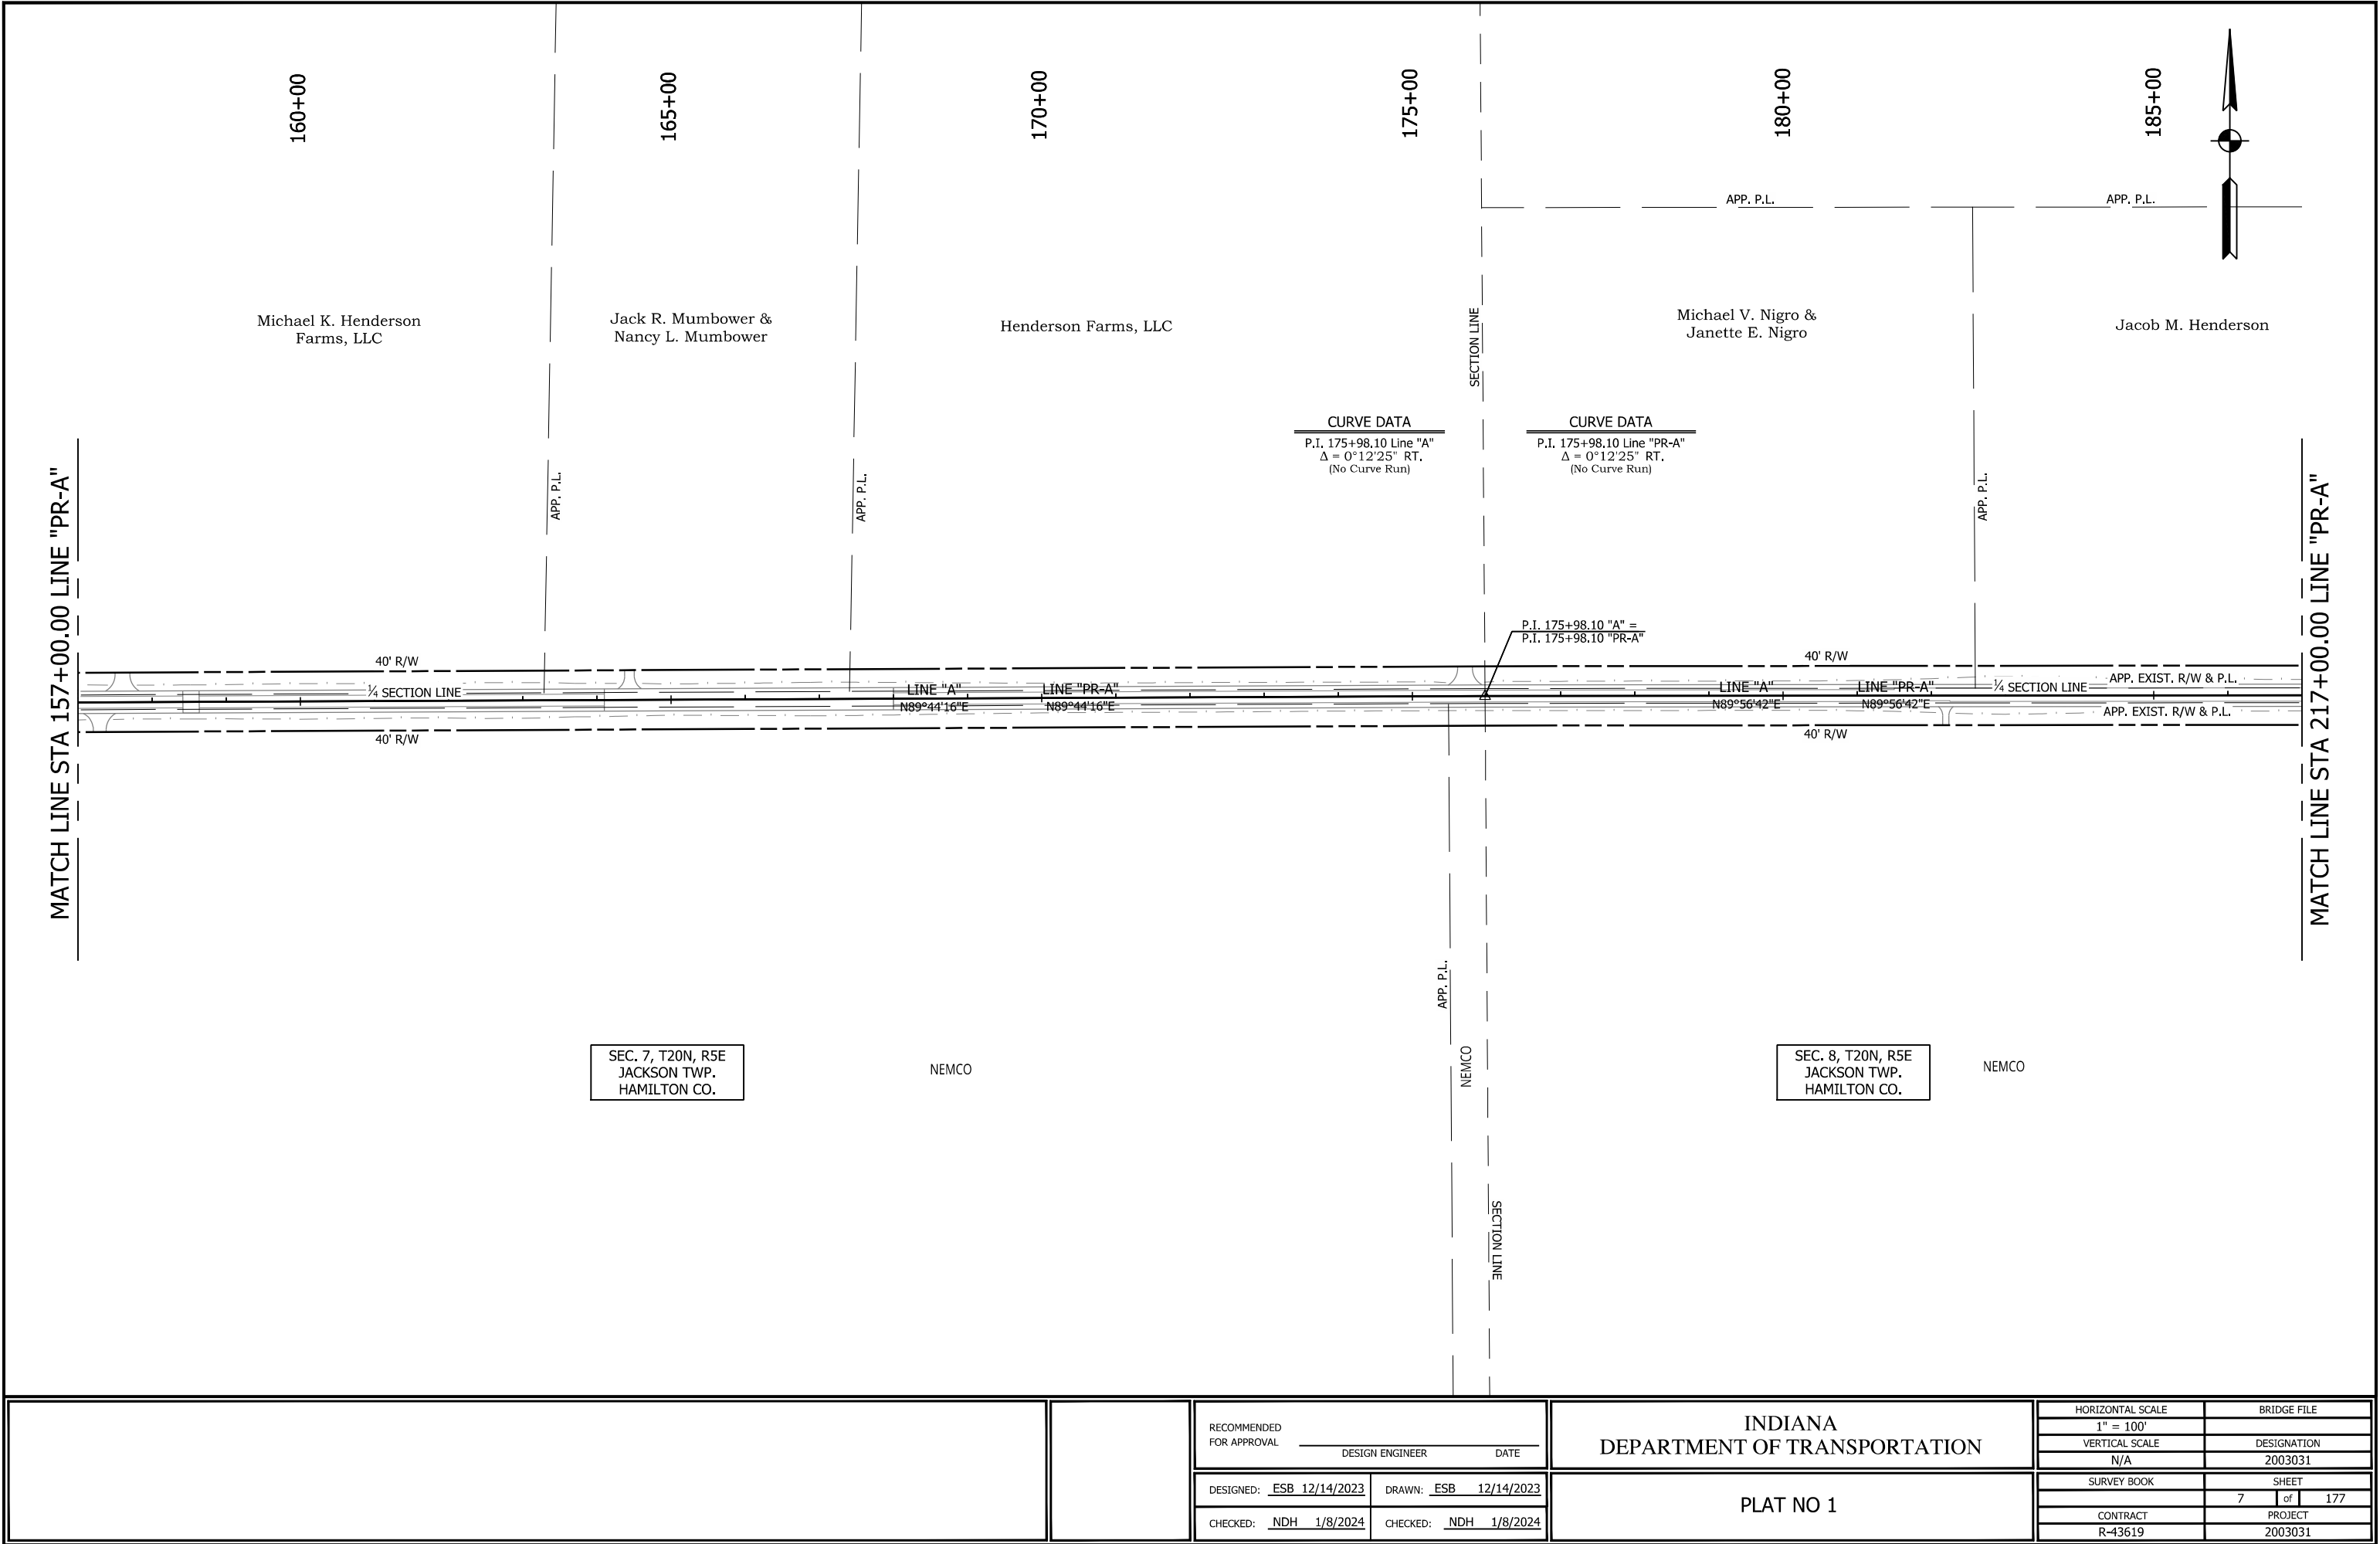 160+00
165+00
170+00
175+00
180+00
185+00
APP. P.L.
APP. P.L.
Michael K. Henderson
Farms, LLC
Jack R. Mumbower &
Nancy L. Mumbower
Henderson Farms, LLC
SECTION LINE
Michael V. Nigro &
Janette E. Nigro
Jacob M. Henderson
CURVE DATA
P.I. 175+98.10 Line "A"
Δ = 0°12'25" RT.
(No Curve Run)
CURVE DATA
P.I. 175+98.10 Line "PR-A"
Δ = 0°12'25" RT.
(No Curve Run)
APP. P.L.
APP. P.L.
APP. P.L.
MATCH LINE STA 157+00.00 LINE "PR-A"
MATCH LINE STA 217+00.00 LINE "PR-A"
P.I. 175+98.10 "A" =
P.I. 175+98.10 "PR-A"
40' R/W
40' R/W
¼ SECTION LINE
LINE "A"
N89°44'16"E
LINE "PR-A"
N89°44'16"E
LINE "A"
N89°56'42"E
LINE "PR-A"
N89°56'42"E
¼ SECTION LINE
APP. EXIST. R/W & P.L.
APP. EXIST. R/W & P.L.
40' R/W
40' R/W
APP. P.L.
SEC. 7, T20N, R5E
JACKSON TWP.
HAMILTON CO.
NEMCO
NEMCO
SEC. 8, T20N, R5E
JACKSON TWP.
HAMILTON CO.
NEMCO
SECTION LINE
RECOMMENDED
FOR APPROVAL
DESIGN ENGINEER DATE
DESIGNED: ESB 12/14/2023 DRAWN: ESB 12/14/2023
CHECKED: NDH 1/8/2024 CHECKED: NDH 1/8/2024
INDIANA
DEPARTMENT OF TRANSPORTATION
PLAT NO 1
HORIZONTAL SCALE BRIDGE FILE
1" = 100'
VERTICAL SCALE DESIGNATION
N/A 2003031
SURVEY BOOK SHEET
7 of 177
CONTRACT PROJECT
R-43619 2003031